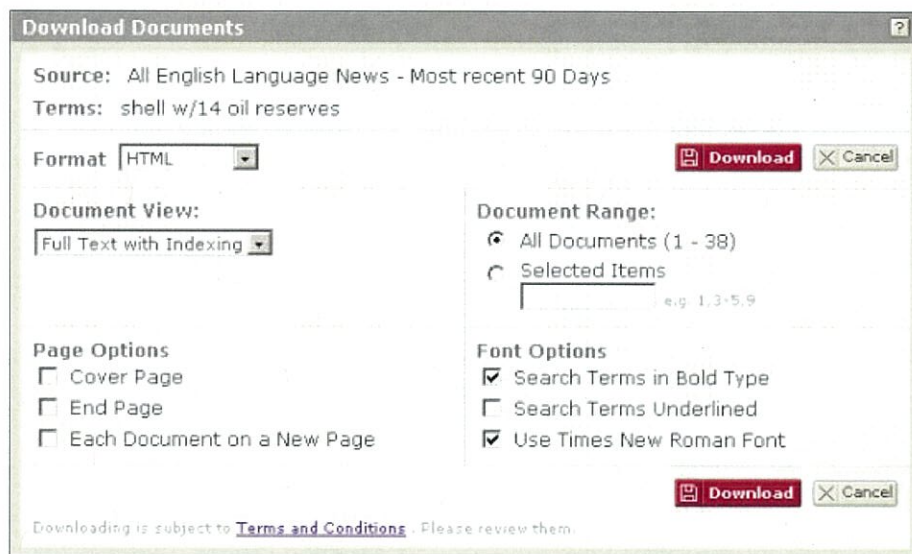 Download Documents ?
Source: All English Language News - Most recent 90 Days
Terms: shell w/14 oil reserves
Format HTML Download Cancel
Document View:
Full Text with Indexing
Document Range:
All Documents (1 - 38)
Selected Items
e.g. 1,3-5,9
Page Options
Cover Page
End Page
Each Document on a New Page
Font Options
Search Terms in Bold Type
Search Terms Underlined
Use Times New Roman Font
Download Cancel
Downloading is subject to Terms and Conditions . Please review them.